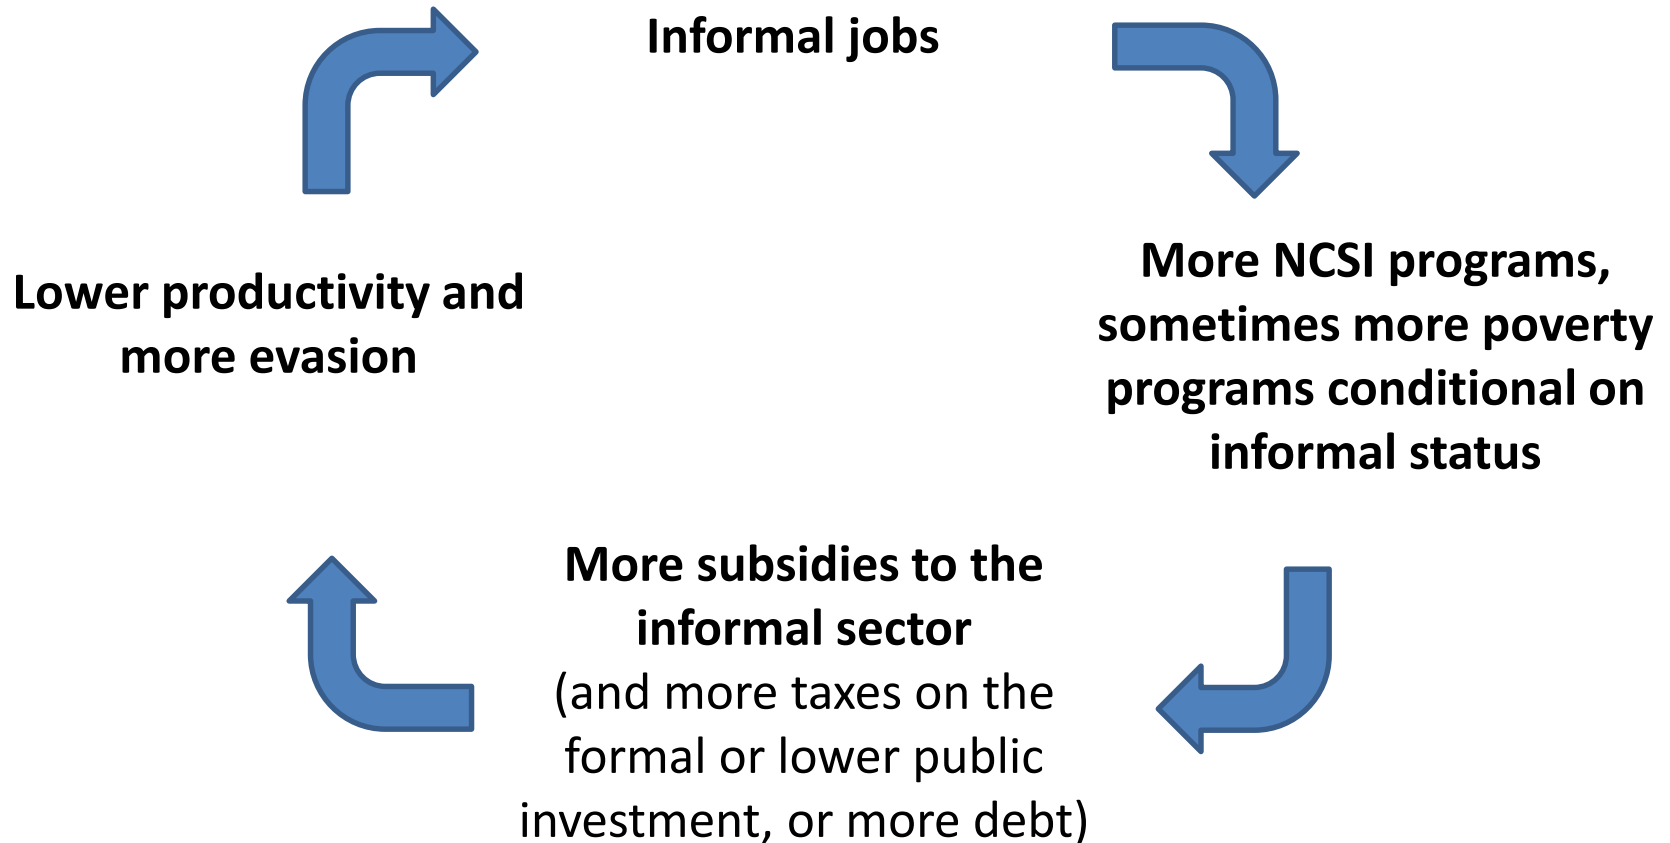 Informal jobs
More NCSI programs,
sometimes more poverty
programs conditional on
informal status
More subsidies to the
informal sector
(and more taxes on the
formal or lower public
investment, or more debt)
Lower productivity and
more evasion